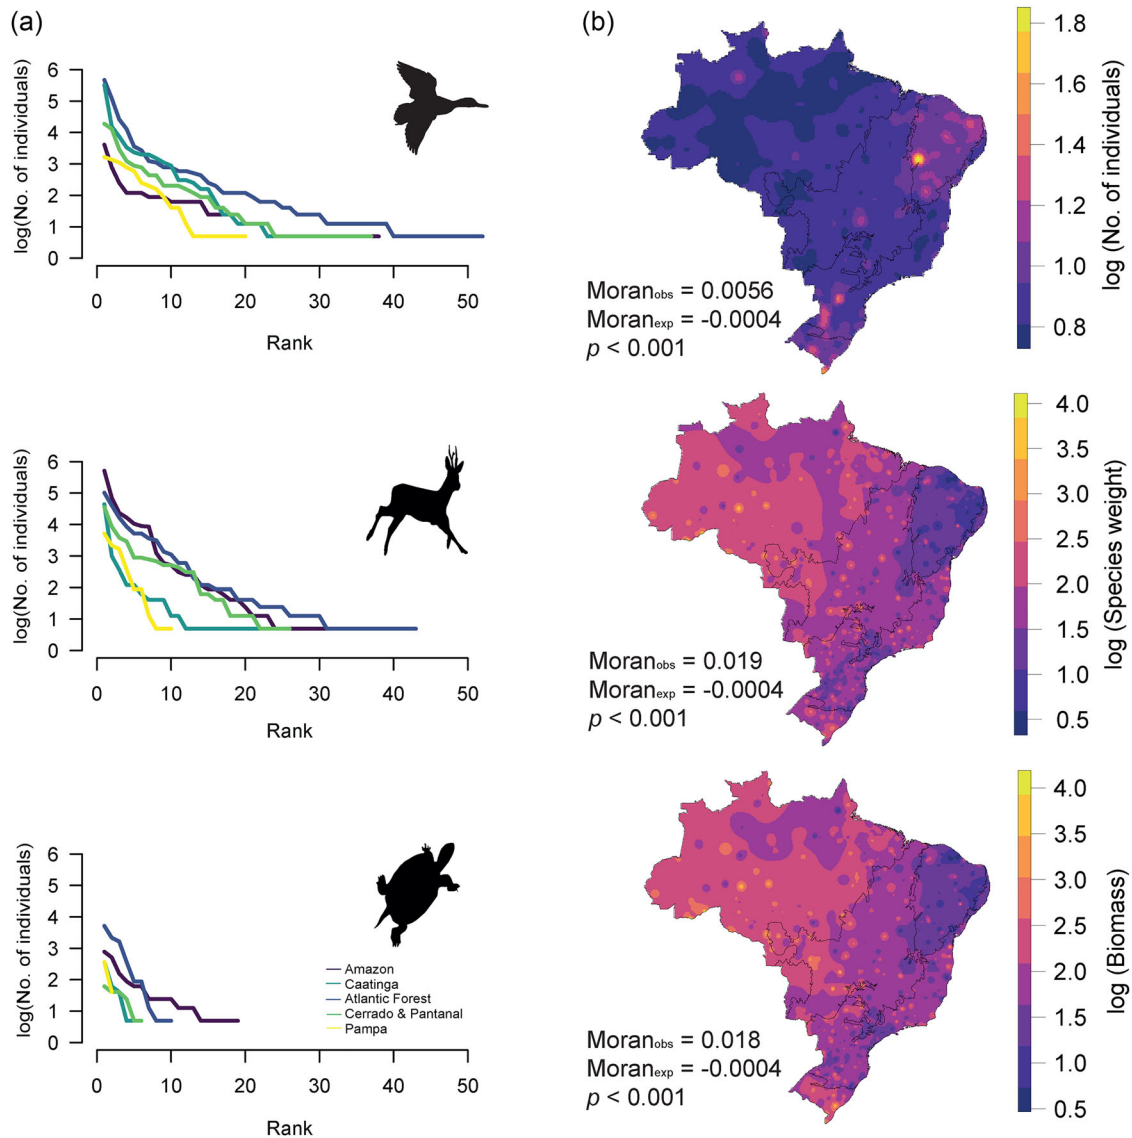 (a)
6
5
4
3
2
1
0
log(No. of individuals)
0 10 20 30 40 50
Rank
6
5
4
3
2
1
0
log(No. of individuals)
0 10 20 30 40 50
Rank
6
5
4
3
2
1
0
log(No. of individuals)
Amazon
Caatinga
Atlantic Forest
Cerrado & Pantanal
Pampa
0 10 20 30 40 50
Rank
(b)
Moranobs = 0.0056
Moranexp = -0.0004
p < 0.001
1.8
1.6
1.4
1.2
1.0
0.8
log (No. of individuals)
Moranobs = 0.019
Moranexp = -0.0004
p < 0.001
4.0
3.5
3.0
2.5
2.0
1.5
1.0
0.5
log (Species weight)
Moranobs = 0.018
Moranexp = -0.0004
p < 0.001
4.0
3.5
3.0
2.5
2.0
1.5
1.0
0.5
log (Biomass)